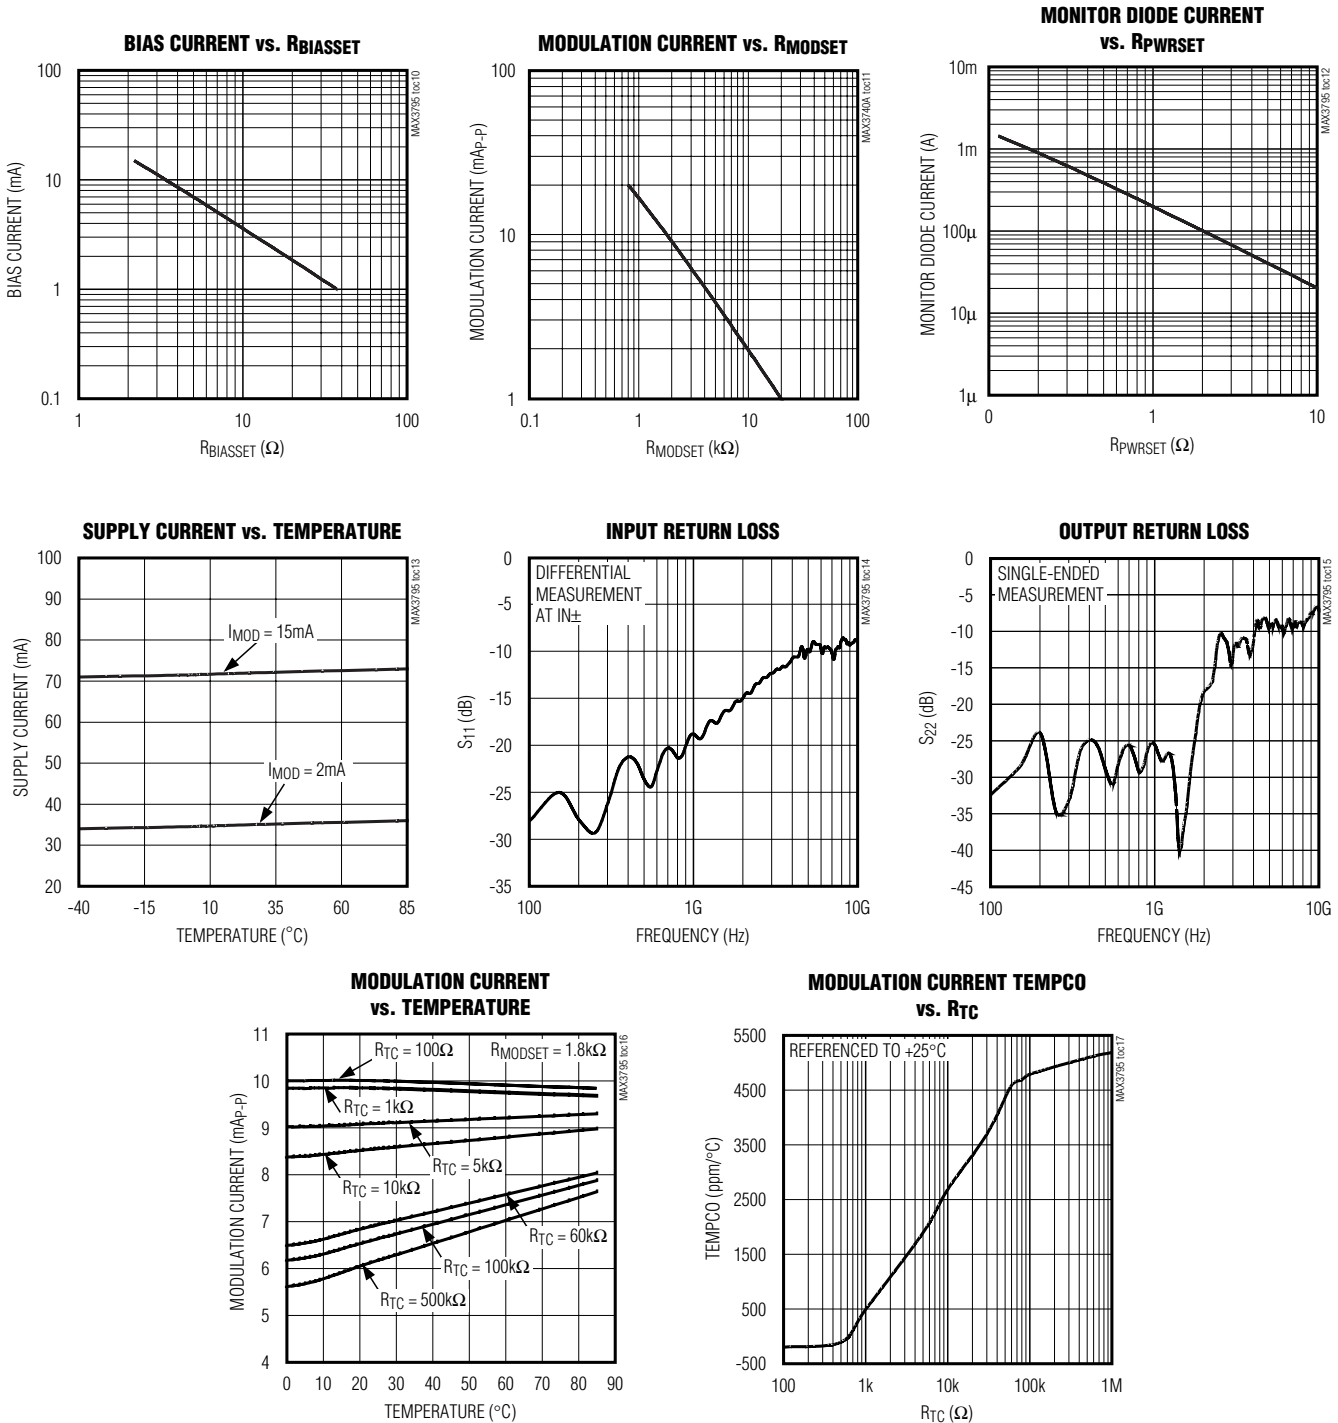 BIAS CURRENT vs. RBIASSET
100
10
1
0.1
1
10
100
BIAS CURRENT (mA)
RBIASSET (Ω)
MAX3795 toc10
MODULATION CURRENT vs. RMODSET
100
10
1
0.1
1
10
100
MODULATION CURRENT (mAP-P)
RMODSET (kΩ)
MAX3740A toc11
MONITOR DIODE CURRENT
vs. RPWRSET
10m
1m
100µ
10µ
1µ
0
1
10
MONITOR DIODE CURRENT (A)
RPWRSET (Ω)
MAX3795 toc12
SUPPLY CURRENT vs. TEMPERATURE
100
90
80
70
60
50
40
30
20
-40
-15
10
35
60
85
SUPPLY CURRENT (mA)
TEMPERATURE (°C)
IMOD = 15mA
IMOD = 2mA
MAX3795 toc13
INPUT RETURN LOSS
DIFFERENTIAL
MEASUREMENT
AT IN±
0
-5
-10
-15
-20
-25
-30
-35
100
1G
10G
S11 (dB)
FREQUENCY (Hz)
MAX3795 toc14
OUTPUT RETURN LOSS
SINGLE-ENDED
MEASUREMENT
0
-5
-10
-15
-20
-25
-30
-35
-40
-45
100
1G
10G
S22 (dB)
FREQUENCY (Hz)
MAX3795 toc15
MODULATION CURRENT
vs. TEMPERATURE
11
10
9
8
7
6
5
4
0
10
20
30
40
50
60
70
80
90
MODULATION CURRENT (mAP-P)
TEMPERATURE (°C)
RTC = 100Ω
RMODSET = 1.8kΩ
RTC = 1kΩ
RTC = 5kΩ
RTC = 10kΩ
RTC = 60kΩ
RTC = 100kΩ
RTC = 500kΩ
MAX3795 toc16
MODULATION CURRENT TEMPCO
vs. RTC
REFERENCED TO +25°C
5500
4500
3500
2500
1500
500
-500
100
1k
10k
100k
1M
TEMPCO (ppm/°C)
RTC (Ω)
MAX3795 toc17